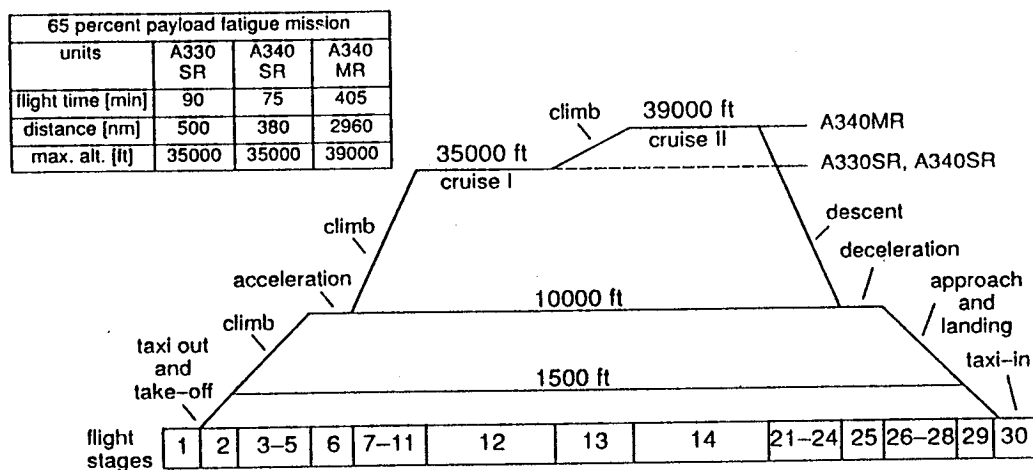 65 percent payload fatigue mission
units A330 SR A340 SR A340 MR
flight time [min] 90 75 405
distance [nm] 500 380 2960
max. alt. [ft] 35000 35000 39000
climb
39000 ft
A340MR
cruise II
35000 ft
A330SR, A340SR
cruise I
climb
descent
acceleration
deceleration
10000 ft
approach
and
landing
climb
taxi out
and
take–off
1500 ft
taxi–in
flight
stages
1 2 3–5 6 7–11 12 13 14 21–24 25 26–28 29 30